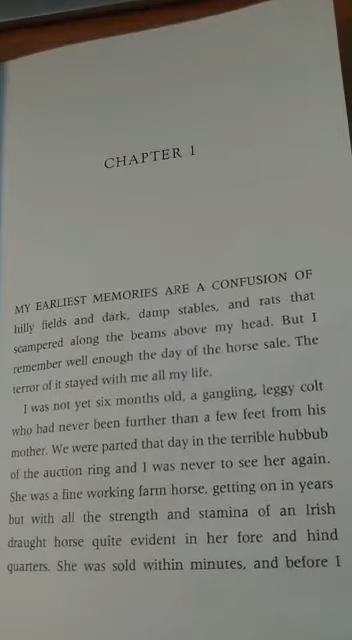 CHAPTER 1
MY EARLIEST MEMORIES ARE A CONFUSION OF
hilly fields and dark, damp stables, and rats that
scampered along the beams above my head. But I
remember well enough the day of the horse sale. The
terror of it stayed with me all my life.
I was not yet six months old, a gangling, leggy colt
who had never been further than a few feet from his
mother. We were parted that day in the terrible hubbub
of the auction ring and I was never to see her again.
She was a fine working farm horse, getting on in years
but with all the strength and stamina of an Irish
draught horse quite evident in her fore and hind
quarters. She was sold within minutes, and before I